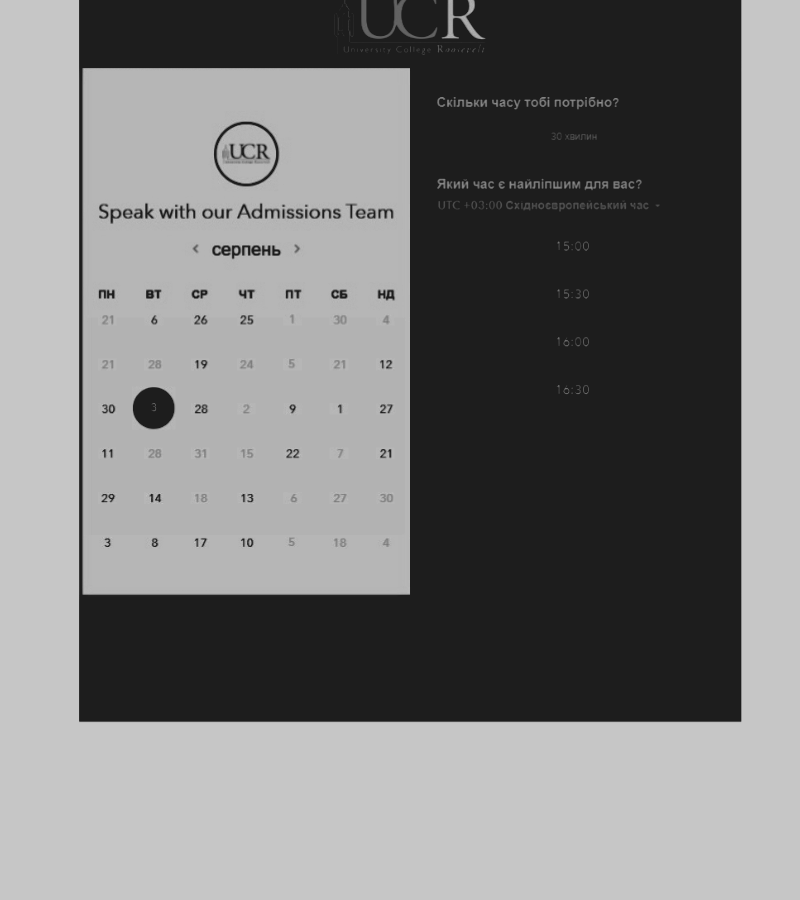 UCR
University College Roosevelt
UCR
Speak with our Admissions Team
< серпень >
ПН ВТ СР ЧТ ПТ СБ НД
21 6 26 25 1 30 4
21 28 19 24 5 21 12
30 3 28 2 9 1 27
11 28 31 15 22 7 21
29 14 18 13 6 27 30
3 8 17 10 5 18 4
Скільки часу тобі потрібно?
30 хвилин
Який час є найліпшим для вас?
UTC +03:00 Східноєвропейський час
15:00
15:30
16:00
16:30